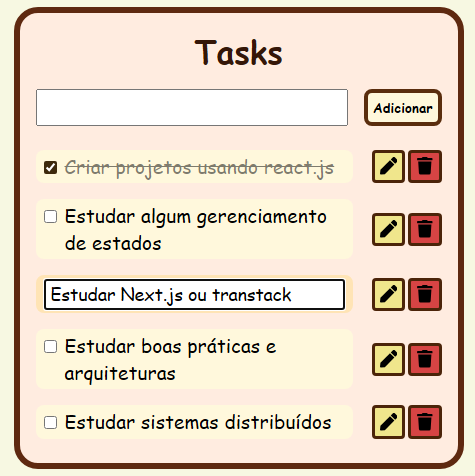 Tasks
Adicionar
Criar projetos usando react.js
Estudar algum gerenciamento
de estados
Estudar Next.js ou transtack
Estudar boas práticas e
arquiteturas
Estudar sistemas distribuídos